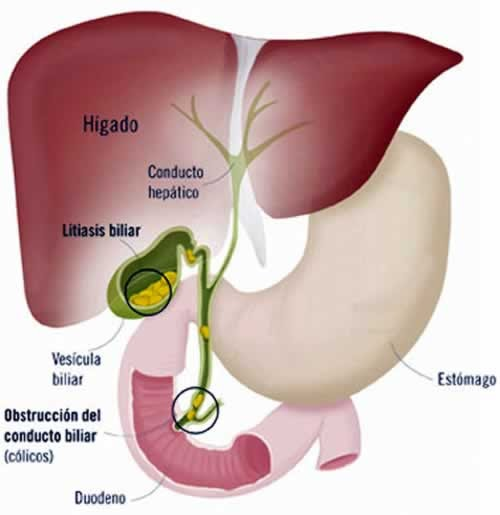 Hígado
Conducto
hepático
Litiasis biliar
Vesícula
biliar
Estómago
Obstrucción del
conducto biliar
(cólicos)
Duodeno